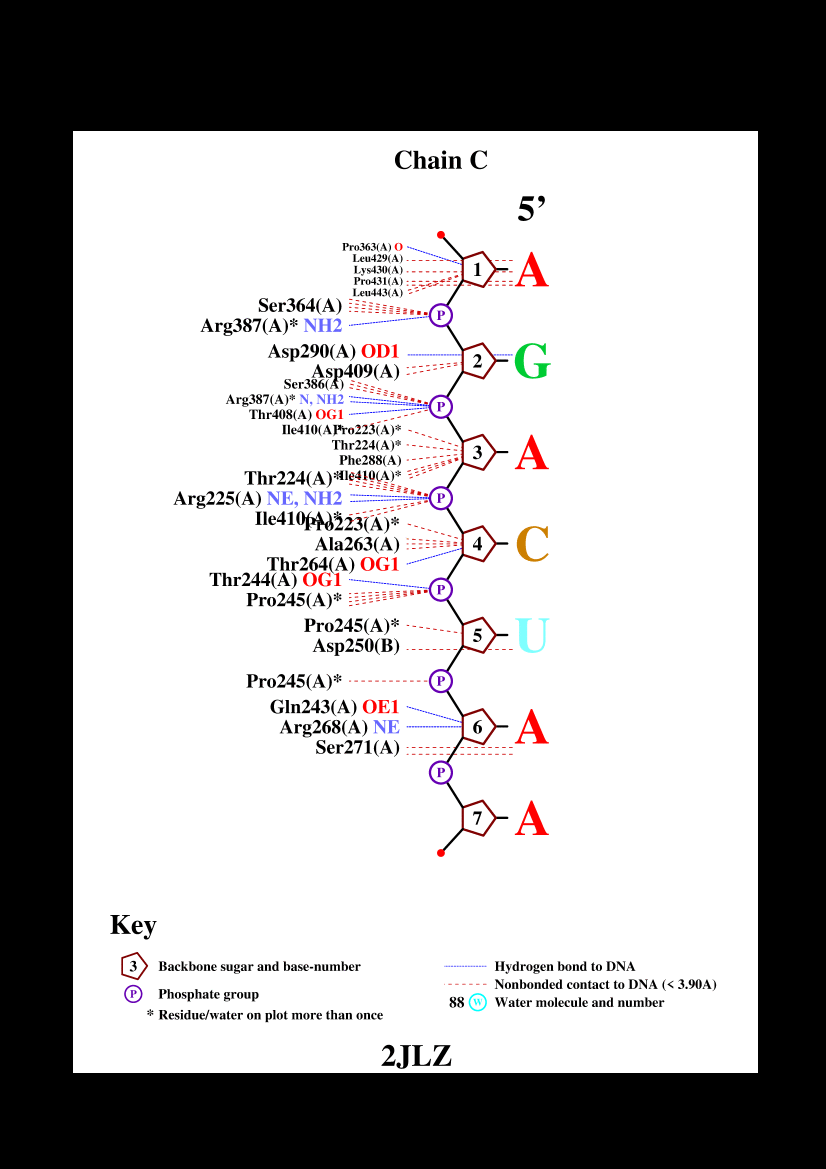 Chain C
5’
Pro363(A) O
Leu429(A)
Lys430(A)
Pro431(A)
Leu443(A)
1 A
Ser364(A)
P
Arg387(A)* NH2
Asp290(A) OD1
2 G
Asp409(A)
Ser386(A)
Arg387(A)* N, NH2
P
Thr408(A) OG1
Ile410(A)*
Pro223(A)*
Thr224(A)*
3 A
Phe288(A)
Ile410(A)*
Thr224(A)*
Arg225(A) NE, NH2
P
Ile410(A)*
Pro223(A)*
Ala263(A)
4 C
Thr264(A) OG1
Thr244(A) OG1
P
Pro245(A)*
Pro245(A)*
5 U
Asp250(B)
Pro245(A)*
P
Gln243(A) OE1
Arg268(A) NE
6 A
Ser271(A)
P
7 A
Key
3 Backbone sugar and base-number
P Phosphate group
* Residue/water on plot more than once
Hydrogen bond to DNA
Nonbonded contact to DNA (< 3.90A)
88 W Water molecule and number
2JLZ